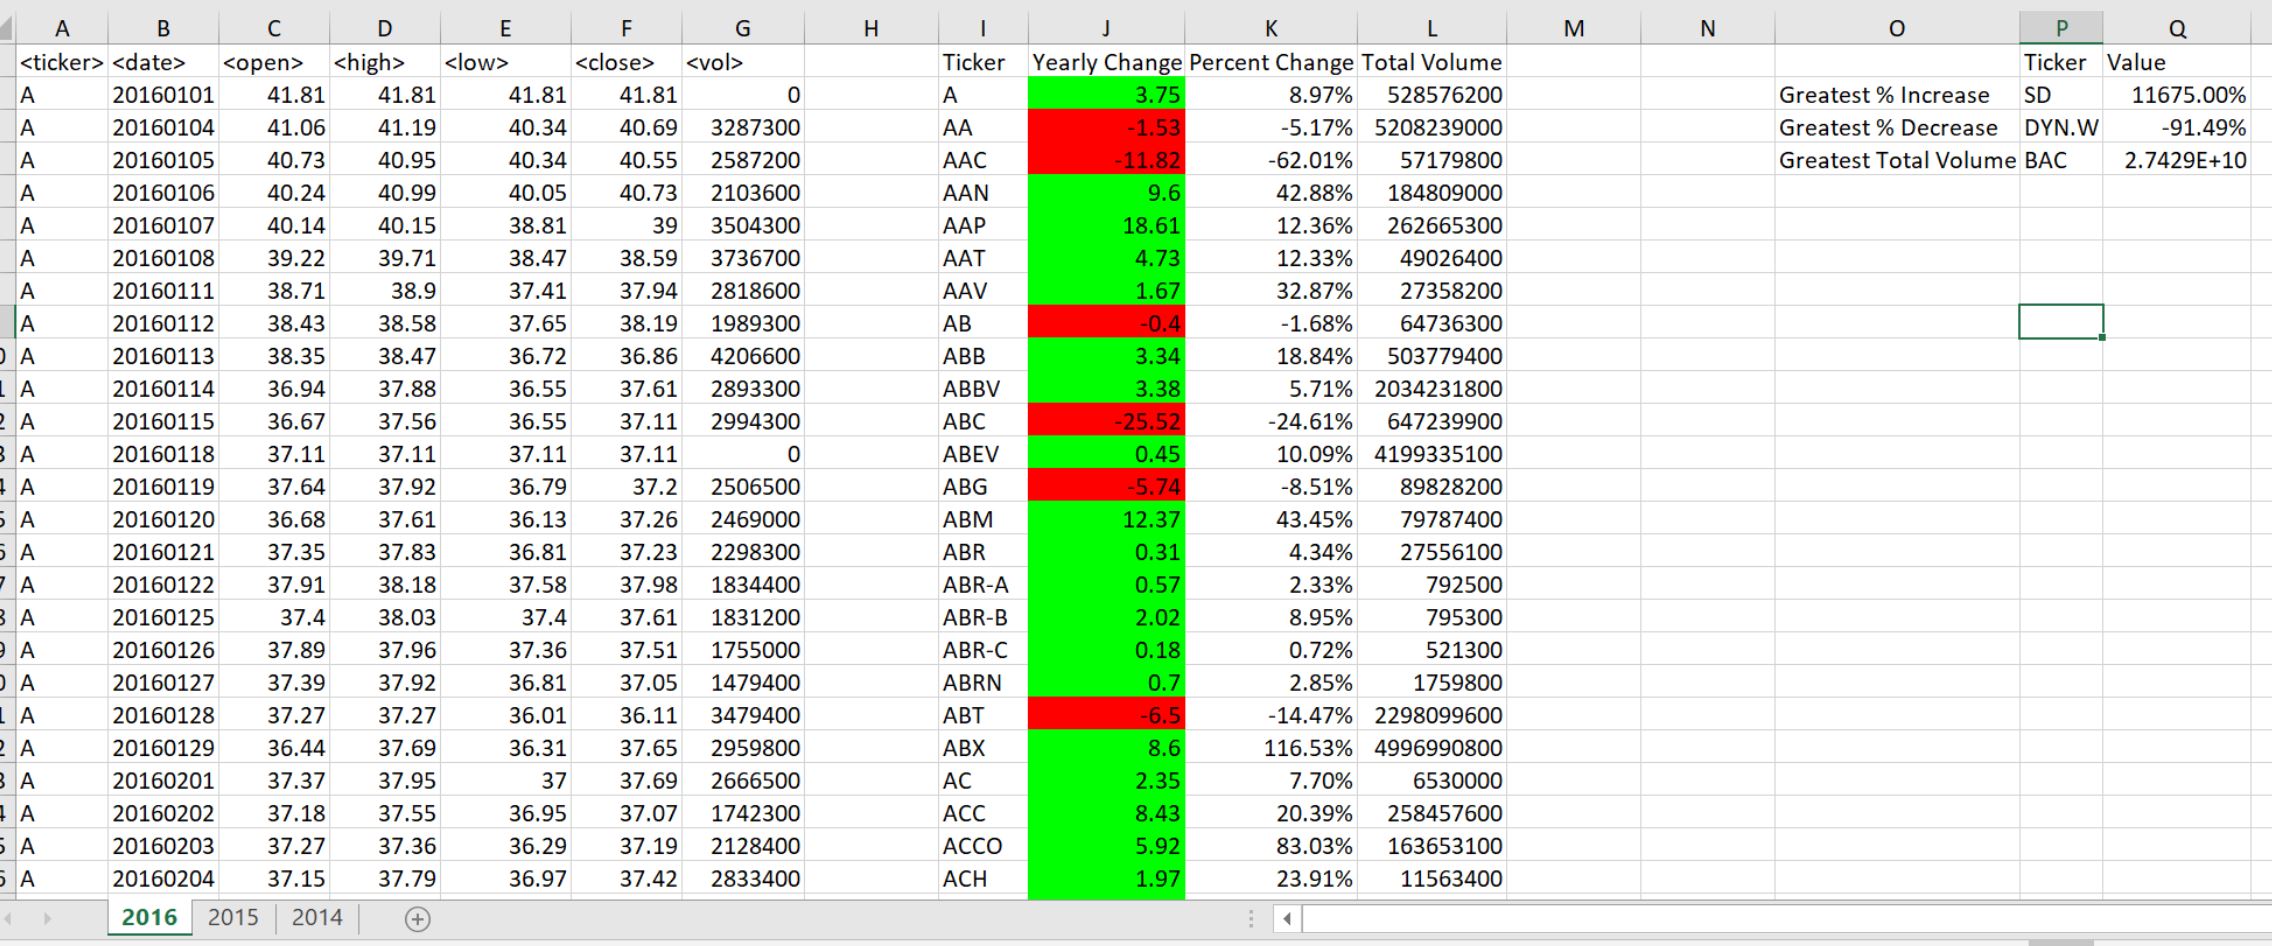 A B C D E F G H I J K L M N O P Q
<ticker> <date> <open> <high> <low> <close> <vol> Ticker Yearly Change Percent Change Total Volume Ticker Value
A 20160101 41.81 41.81 41.81 41.81 0 A 3.75 8.97% 528576200 Greatest % Increase SD 11675.00%
A 20160104 41.06 41.19 40.34 40.69 3287300 AA -1.53 -5.17% 5208239000 Greatest % Decrease DYN.W -91.49%
A 20160105 40.73 40.95 40.34 40.55 2587200 AAC -11.82 -62.01% 57179800 Greatest Total Volume BAC 2.7429E+10
A 20160106 40.24 40.99 40.05 40.73 2103600 AAN 9.6 42.88% 184809000
A 20160107 40.14 40.15 38.81 39 3504300 AAP 18.61 12.36% 262665300
A 20160108 39.22 39.71 38.47 38.59 3736700 AAT 4.73 12.33% 49026400
A 20160111 38.71 38.9 37.41 37.94 2818600 AAV 1.67 32.87% 27358200
A 20160112 38.43 38.58 37.65 38.19 1989300 AB -0.4 -1.68% 64736300
A 20160113 38.35 38.47 36.72 36.86 4206600 ABB 3.34 18.84% 503779400
A 20160114 36.94 37.88 36.55 37.61 2893300 ABBV 3.38 5.71% 2034231800
A 20160115 36.67 37.56 36.55 37.11 2994300 ABC -25.52 -24.61% 647239900
A 20160118 37.11 37.11 37.11 37.11 0 ABEV 0.45 10.09% 4199335100
A 20160119 37.64 37.92 36.79 37.2 2506500 ABG -5.74 -8.51% 89828200
A 20160120 36.68 37.61 36.13 37.26 2469000 ABM 12.37 43.45% 79787400
A 20160121 37.35 37.83 36.81 37.23 2298300 ABR 0.31 4.34% 27556100
A 20160122 37.91 38.18 37.58 37.98 1834400 ABR-A 0.57 2.33% 792500
A 20160125 37.4 38.03 37.4 37.61 1831200 ABR-B 2.02 8.95% 795300
A 20160126 37.89 37.96 37.36 37.51 1755000 ABR-C 0.18 0.72% 521300
A 20160127 37.39 37.92 36.81 37.05 1479400 ABRN 0.7 2.85% 1759800
A 20160128 37.27 37.27 36.01 36.11 3479400 ABT -6.5 -14.47% 2298099600
A 20160129 36.44 37.69 36.31 37.65 2959800 ABX 8.6 116.53% 4996990800
A 20160201 37.37 37.95 37 37.69 2666500 AC 2.35 7.70% 6530000
A 20160202 37.18 37.55 36.95 37.07 1742300 ACC 8.43 20.39% 258457600
A 20160203 37.27 37.36 36.29 37.19 2128400 ACCO 5.92 83.03% 163653100
A 20160204 37.15 37.79 36.97 37.42 2833400 ACH 1.97 23.91% 11563400
2016 2015 2014